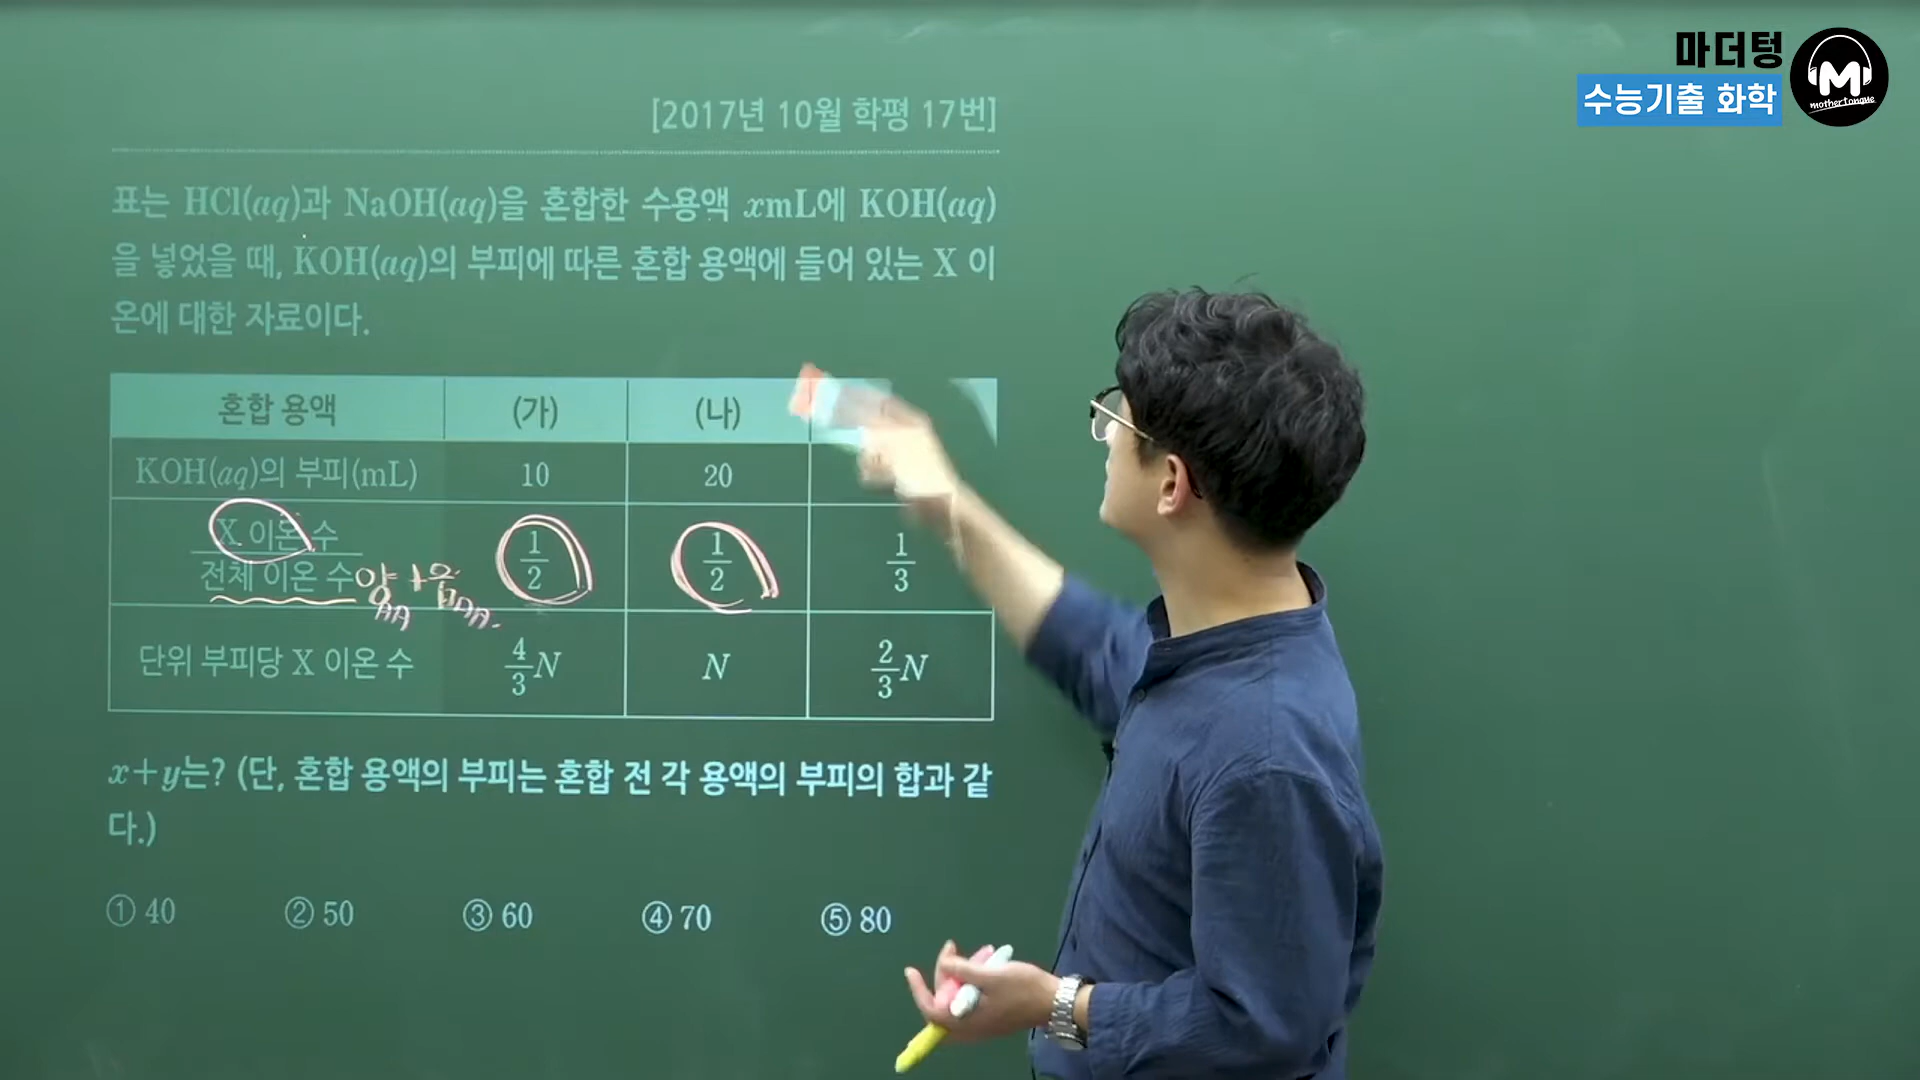 마더텅
수능기출 화학
M
mothertongue
[2017년 10월 학평 17번]
표는 HCl(aq)과 NaOH(aq)을 혼합한 수용액 xmL에 KOH(aq)
을 넣었을 때, KOH(aq)의 부피에 따른 혼합 용액에 들어 있는 X 이
온에 대한 자료이다.
혼합 용액 (가) (나)
KOH(aq)의 부피(mL) 10 20
X 이온 수 / 전체 이온 수 1/2 1/2 1/3
양+음
단위 부피당 X 이온 수 4/3N N 2/3N
x+y는? (단, 혼합 용액의 부피는 혼합 전 각 용액의 부피의 합과 같
다.)
① 40 ② 50 ③ 60 ④ 70 ⑤ 80